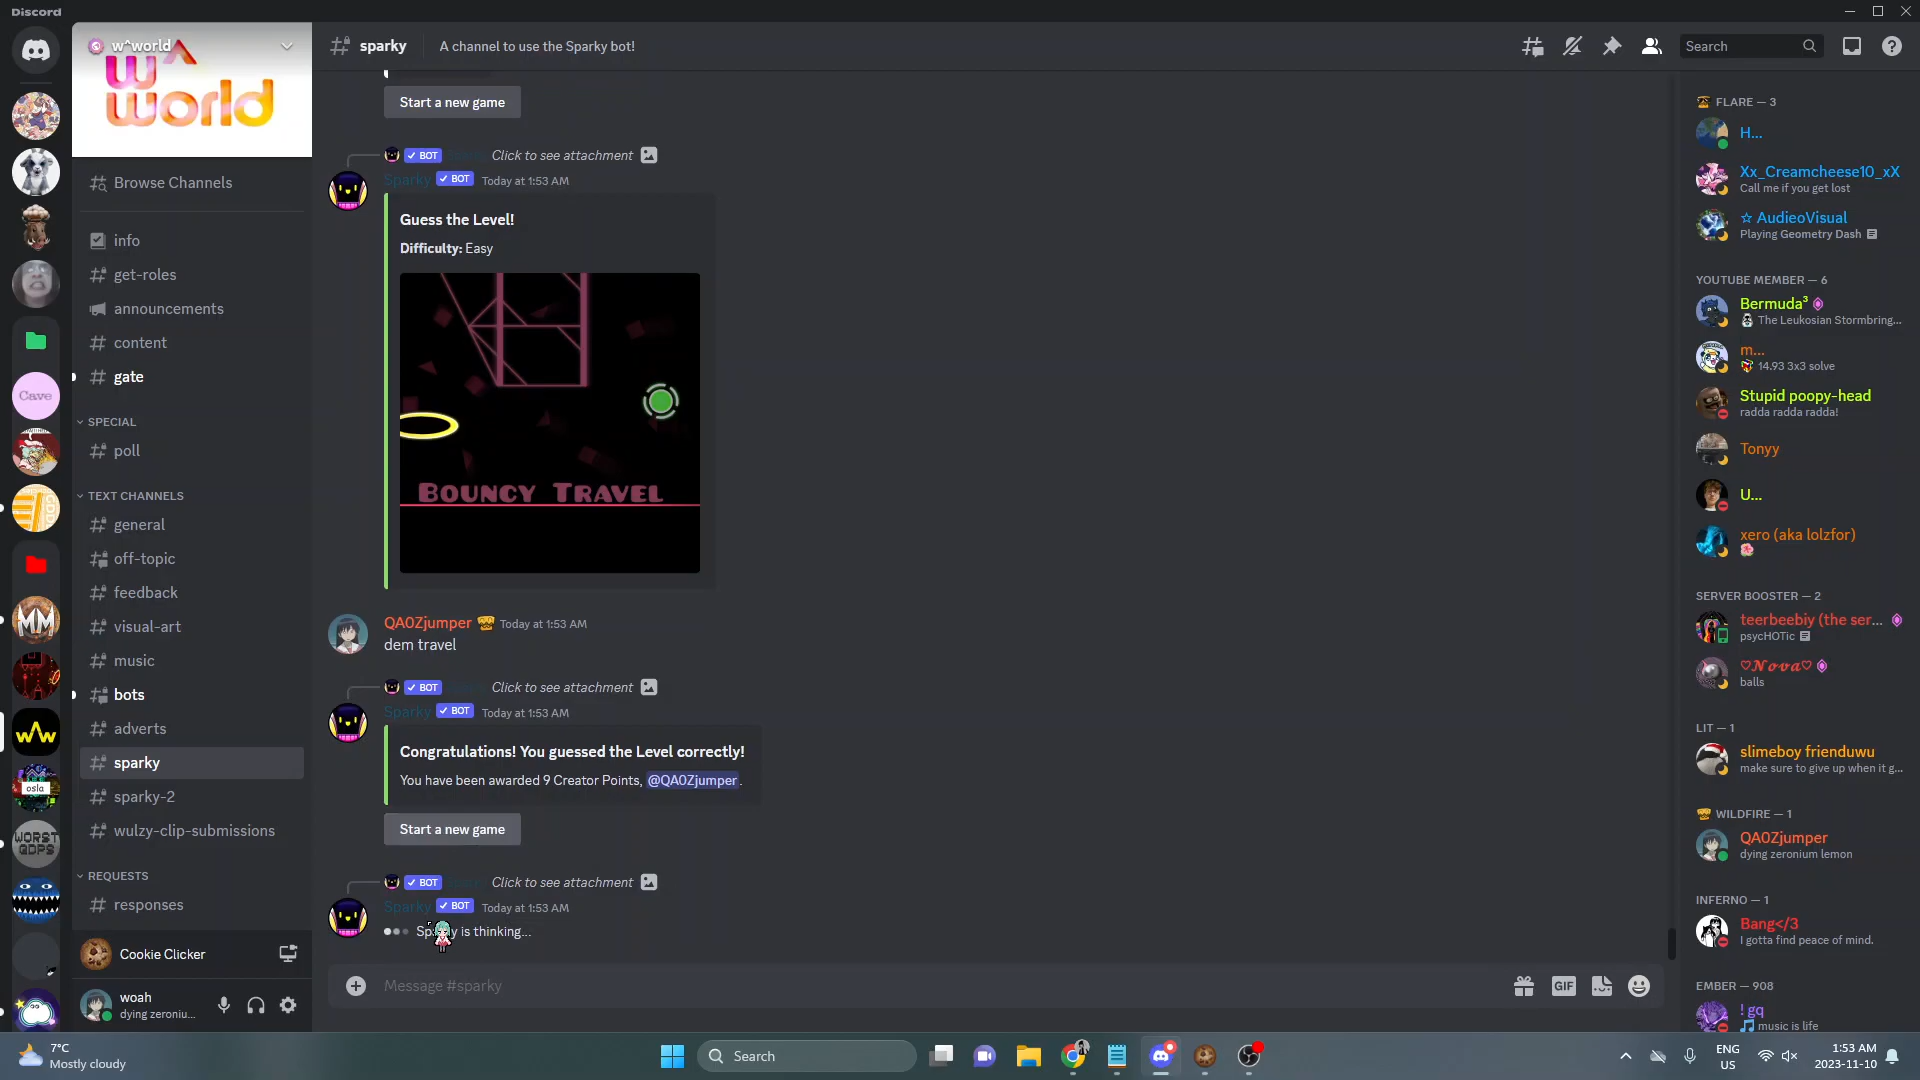 Discord
w^world
w^
world
Browse Channels
info
get-roles
announcements
content
gate
SPECIAL
poll
TEXT CHANNELS
general
off-topic
feedback
visual-art
music
bots
adverts
sparky
sparky-2
wulzy-clip-submissions
REQUESTS
responses
Cave
osla
WORST
GDPS
Cookie Clicker
woah
dying zeroniu...
sparky
A channel to use the Sparky bot!
Search
Start a new game
BOT Click to see attachment
Sparky BOT Today at 1:53 AM
Guess the Level!
Difficulty: Easy
BOUNCY TRAVEL
QA0Zjumper Today at 1:53 AM
dem travel
BOT Click to see attachment
Sparky BOT Today at 1:53 AM
Congratulations! You guessed the Level correctly!
You have been awarded 9 Creator Points, @QA0Zjumper.
Start a new game
BOT Click to see attachment
Sparky BOT Today at 1:53 AM
Sparky is thinking...
Message #sparky
GIF
FLARE — 3
H...
Xx_Creamcheese10_xX
Call me if you get lost
☆ AudieoVisual
Playing Geometry Dash
YOUTUBE MEMBER — 6
Bermuda³
The Leukosian Stormbring...
m...
14.93 3x3 solve
Stupid poopy-head
radda radda radda!
Tonyy
U...
xero (aka lolzfor)
SERVER BOOSTER — 2
teerbeebiy (the ser...
psycHOTic
♡𝓝𝓸𝓿𝓪♡
balls
LIT — 1
slimeboy frienduwu
make sure to give up when it g...
WILDFIRE — 1
QA0Zjumper
dying zeronium lemon
INFERNO — 1
Bang</3
I gotta find peace of mind.
EMBER — 908
! gq
music is life
7°C
Mostly cloudy
Search
ENG
US
1:53 AM
2023-11-10